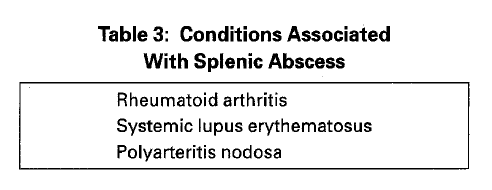 Table 3: Conditions Associated
With Splenic Abscess
Rheumatoid arthritis
Systemic lupus erythematosus
Polyarteritis nodosa